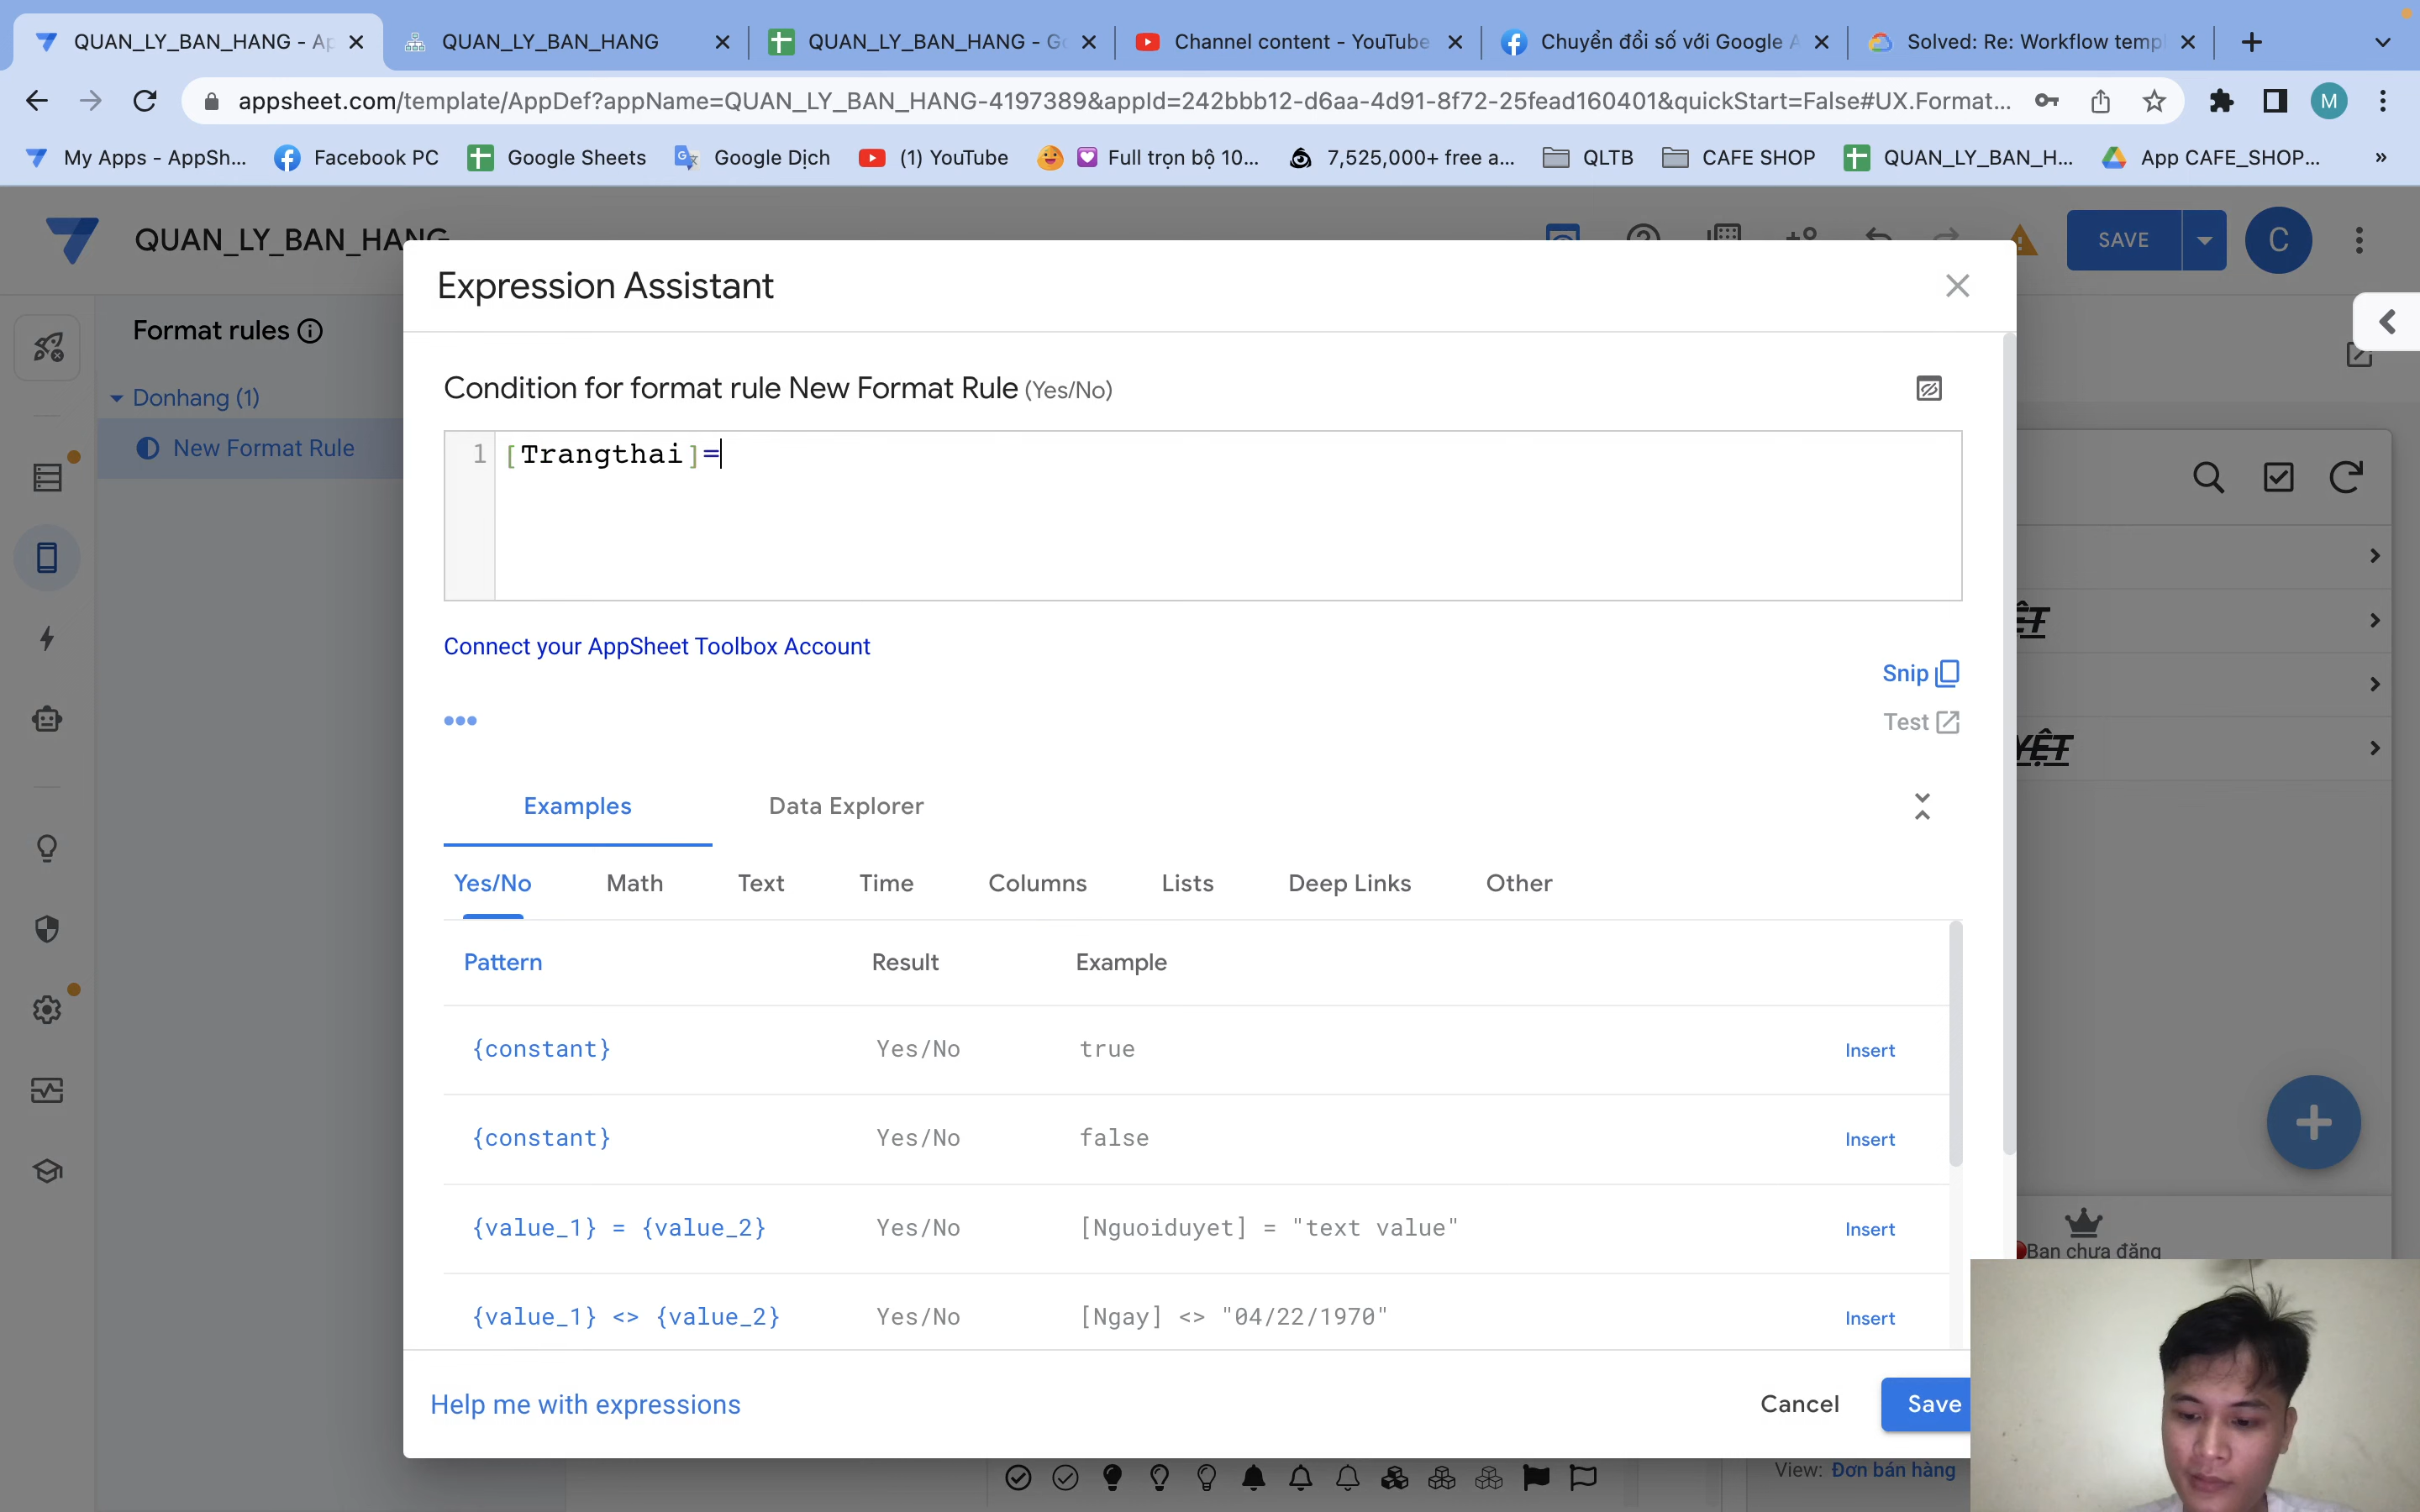 QUAN_LY_BAN_HANG - Ap
QUAN_LY_BAN_HANG
QUAN_LY_BAN_HANG - Go
Channel content - YouTube
Chuyển đổi số với Google A
Solved: Re: Workflow temp
appsheet.com/template/AppDef?appName=QUAN_LY_BAN_HANG-4197389&appId=242bbb12-d6aa-4d91-8f72-25fead160401&quickStart=False#UX.Format...
M
My Apps - AppSh...
Facebook PC
Google Sheets
Google Dịch
(1) YouTube
Full trọn bộ 10...
7,525,000+ free a...
QLTB
CAFE SHOP
QUAN_LY_BAN_H...
App CAFE_SHOP...
»
QUAN_LY_BAN_HANG
SAVE
C
Format rules
Donhang (1)
New Format Rule
Expression Assistant
Condition for format rule New Format Rule (Yes/No)
1
[Trangthai]=
Connect your AppSheet Toolbox Account
Snip
Test
Examples
Data Explorer
Yes/No
Math
Text
Time
Columns
Lists
Deep Links
Other
Pattern
Result
Example
{constant}
Yes/No
true
Insert
{constant}
Yes/No
false
Insert
{value_1} = {value_2}
Yes/No
[Nguoiduyet] = "text value"
Insert
{value_1} <> {value_2}
Yes/No
[Ngay] <> "04/22/1970"
Insert
Help me with expressions
Cancel
Save
ỆT
YỆT
Bạn chưa đăng
View: Đơn bán hàng